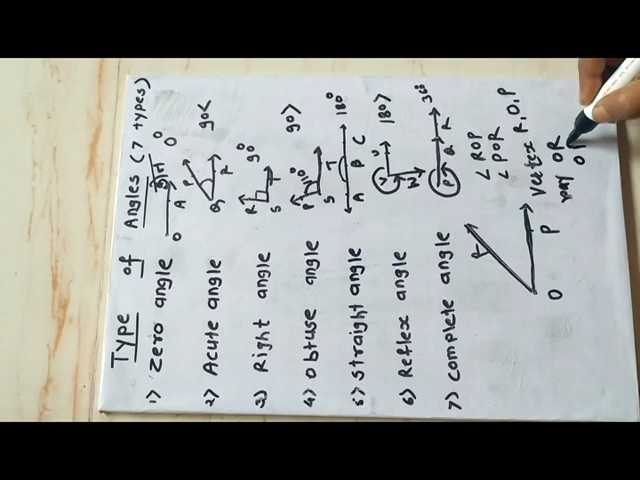 Type of Angles (7 types)
1) Zero angle O A 0°
2) Acute angle P Q R 90<
3) Right angle R S T 90°
4) Obtuse angle P S T 90>
5) straight angle A B C 180°
6) Reflex angle U V W 180>
7) complete angle P Q R 360
R O P
∠ROP
∠POR
Vertex R, O, P
ray OR
O